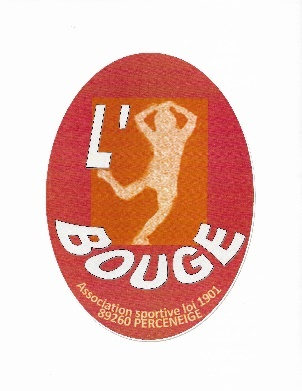 L'
BOUGE
Association sportive loi 1901
89260 PERCENEIGE